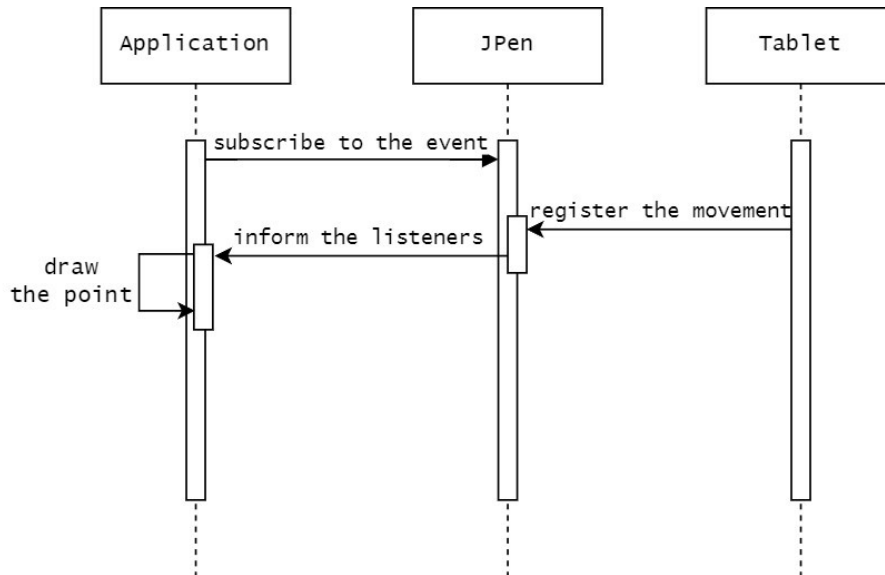 Application
JPen
Tablet
subscribe to the event
register the movement
inform the listeners
draw
the point